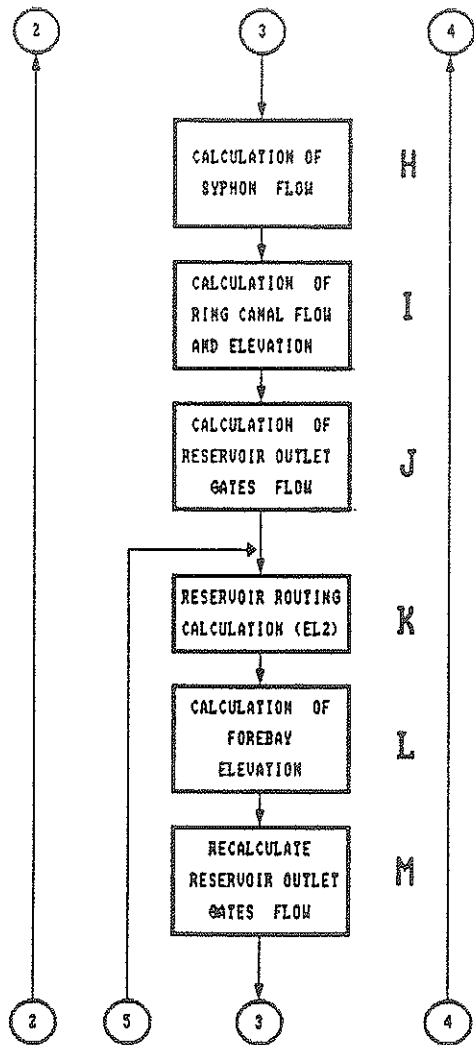 2
3
4
CALCULATION OF
SYPHON FLOW
H
CALCULATION OF
RING CANAL FLOW
AND ELEVATION
I
CALCULATION OF
RESERVOIR OUTLET
GATES FLOW
J
RESERVOIR ROUTING
CALCULATION (EL2)
K
CALCULATION OF
FOREBAY
ELEVATION
L
RECALCULATE
RESERVOIR OUTLET
GATES FLOW
M
2
5
3
4